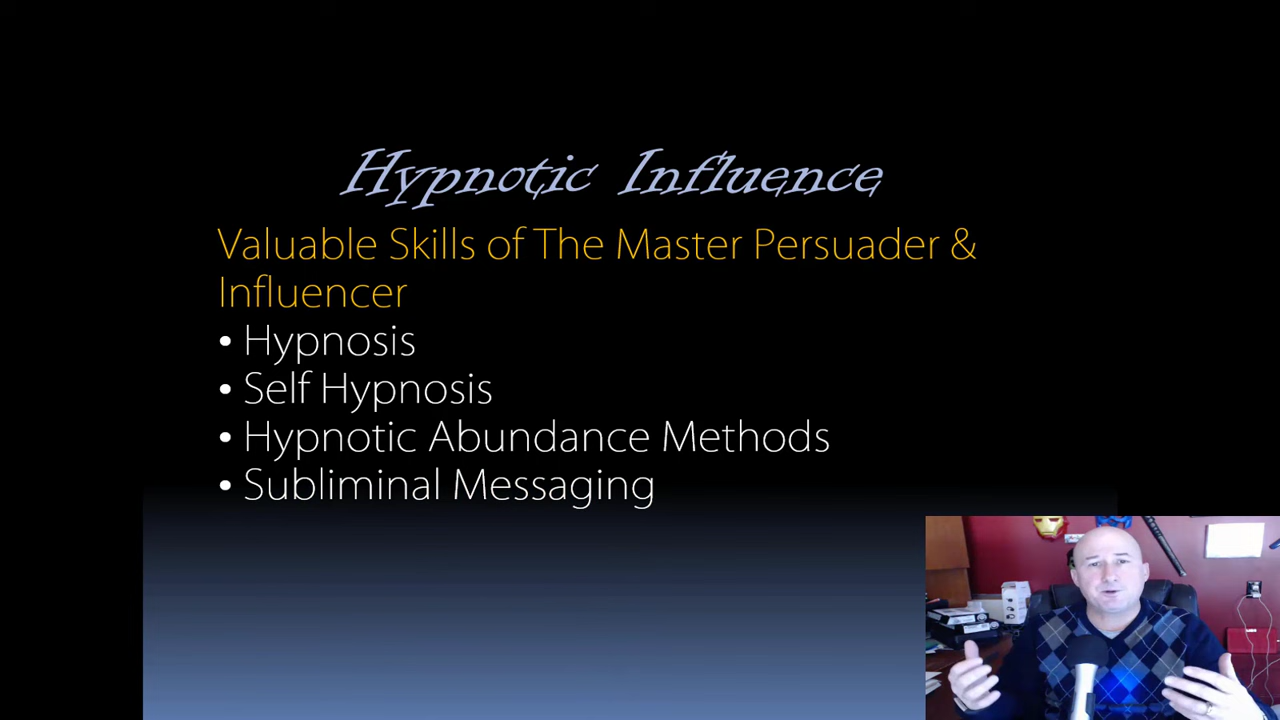 Hypnotic Influence
Valuable Skills of The Master Persuader &
Influencer
• Hypnosis
• Self Hypnosis
• Hypnotic Abundance Methods
• Subliminal Messaging